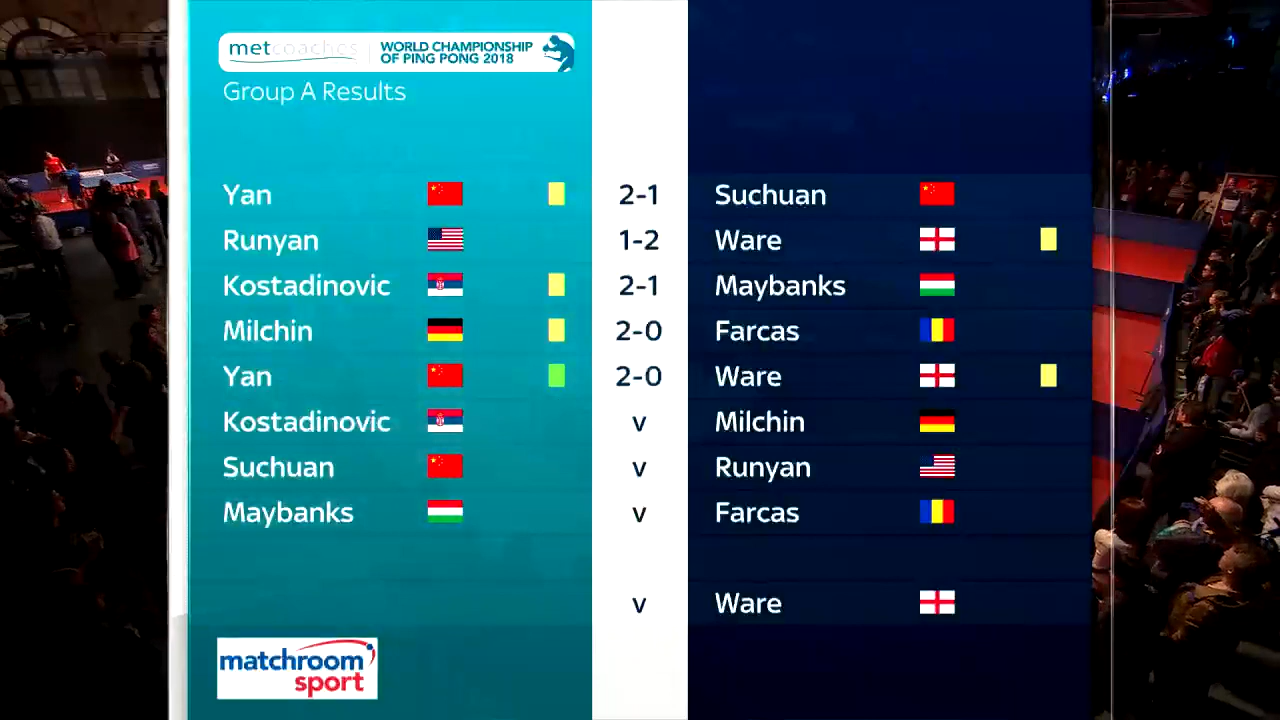 metcoaches WORLD CHAMPIONSHIP
OF PING PONG 2018
Group A Results
Yan 2-1 Suchuan
Runyan 1-2 Ware
Kostadinovic 2-1 Maybanks
Milchin 2-0 Farcas
Yan 2-0 Ware
Kostadinovic v Milchin
Suchuan v Runyan
Maybanks v Farcas
v Ware
matchroom
sport